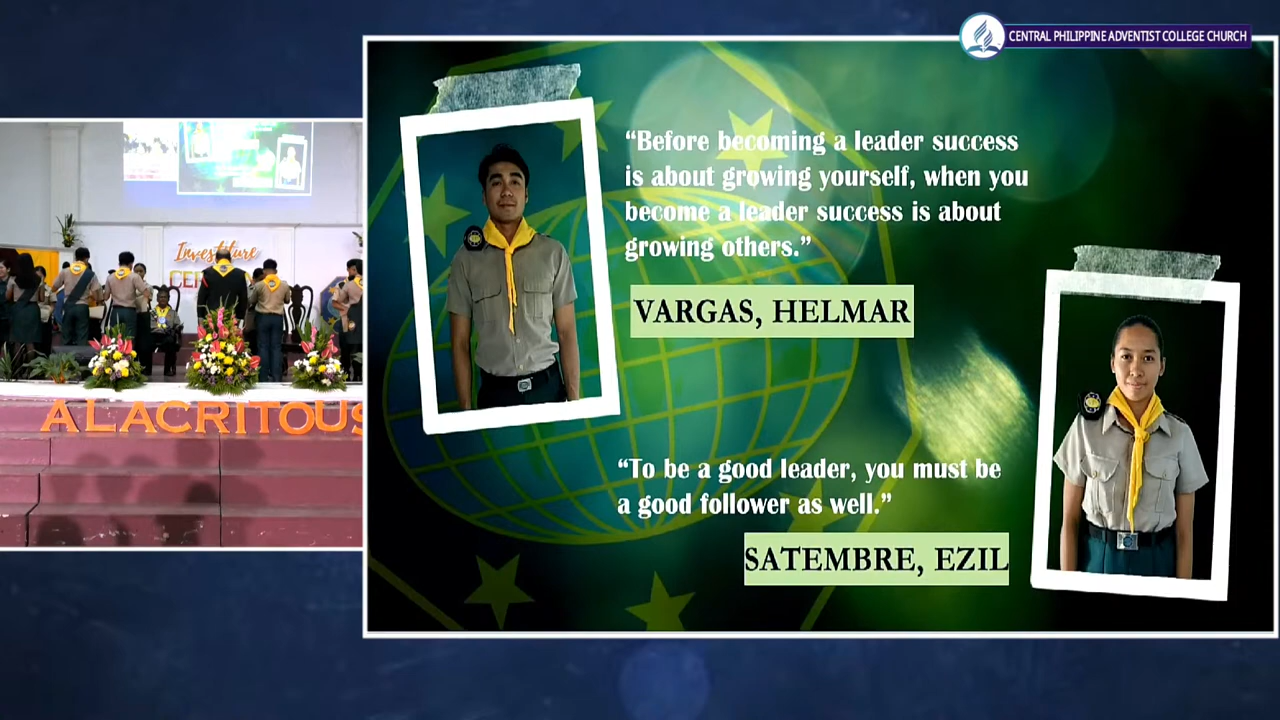 CENTRAL PHILIPPINE ADVENTIST COLLEGE CHURCH
“Before becoming a leader success
is about growing yourself, when you
become a leader success is about
growing others.”
VARGAS, HELMAR
“To be a good leader, you must be
a good follower as well.”
SATEMBRE, EZIL
Investiture
ALACRITOUS